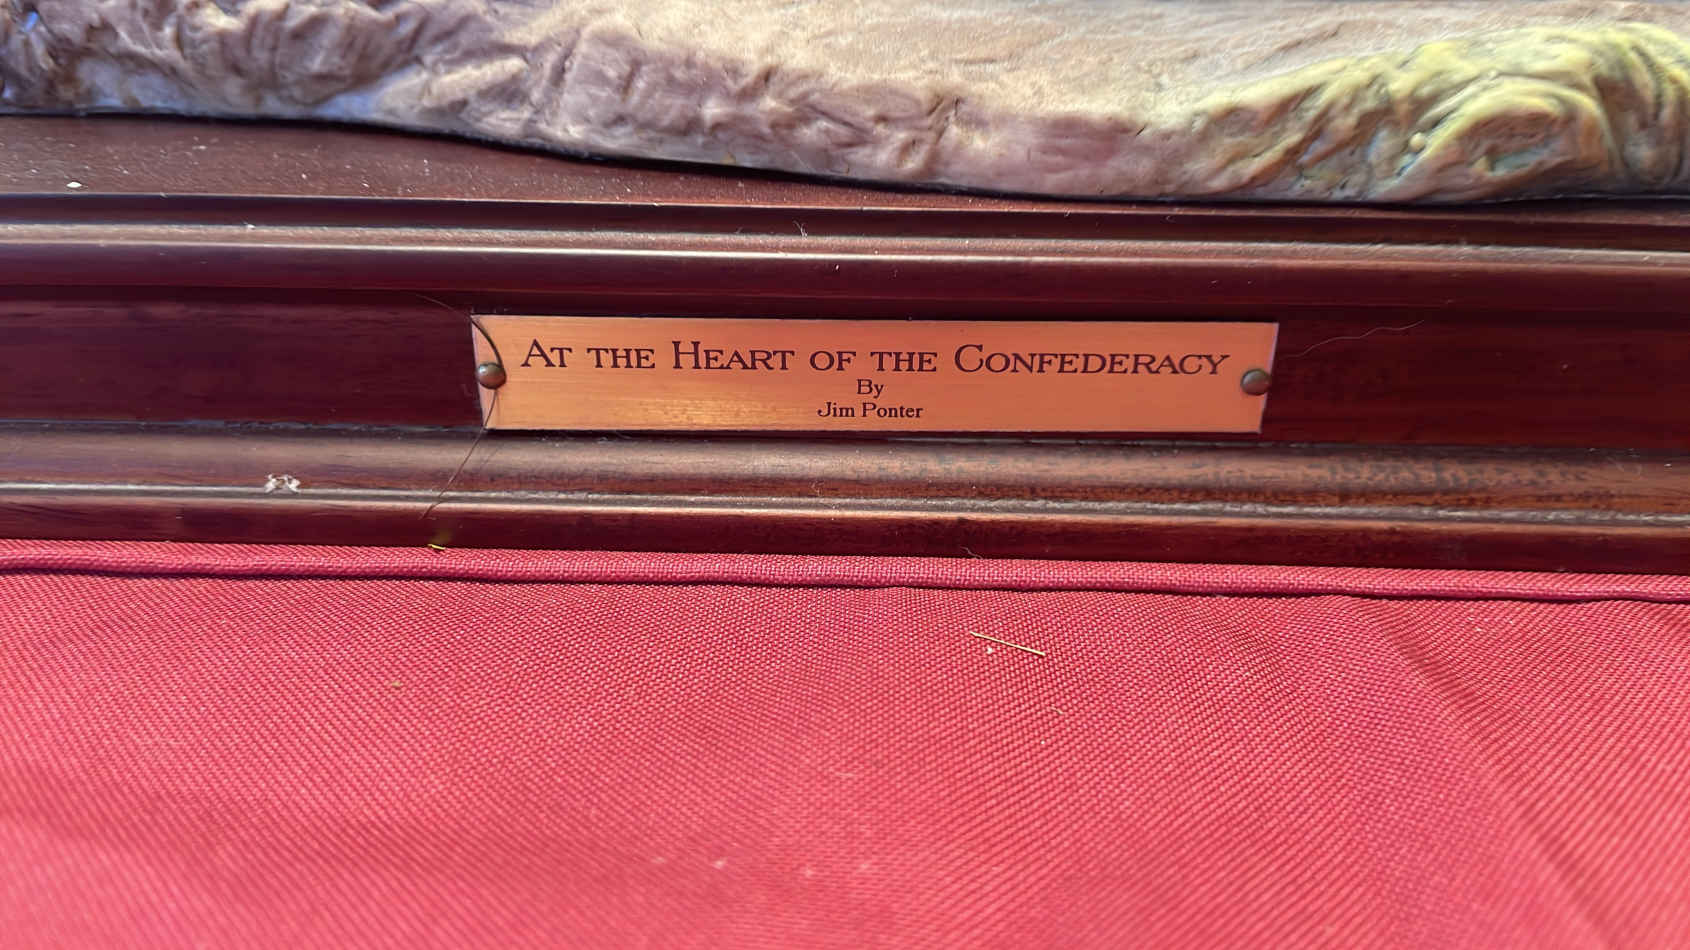 At the Heart of the Confederacy
By
Jim Ponter